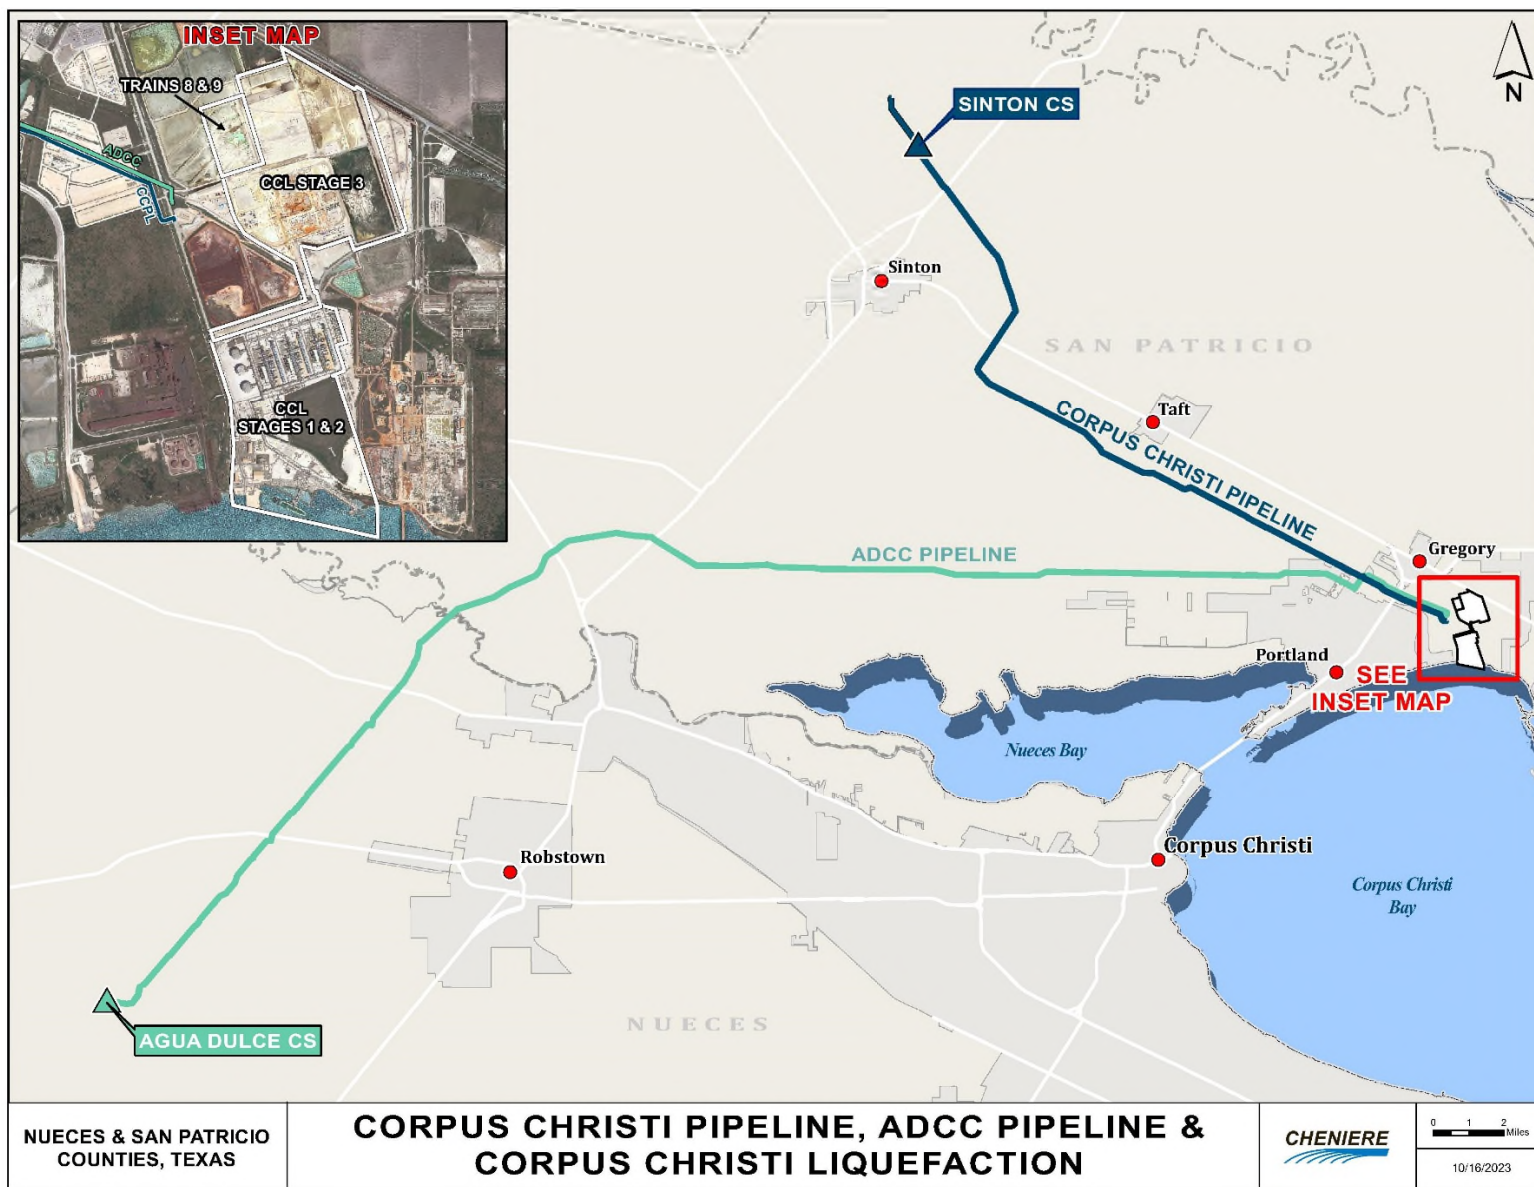 INSET MAP
TRAINS 8 & 9
ADCC
CCPL
CCL STAGE 3
CCL
STAGES 1 & 2
N
SINTON CS
Sinton
SAN PATRICIO
Taft
CORPUS CHRISTI PIPELINE
ADCC PIPELINE
Gregory
Portland
SEE
INSET MAP
Nueces Bay
Robstown
Corpus Christi
Corpus Christi
Bay
AGUA DULCE CS
NUECES
NUECES & SAN PATRICIO
COUNTIES, TEXAS
CORPUS CHRISTI PIPELINE, ADCC PIPELINE &
CORPUS CHRISTI LIQUEFACTION
CHENIERE
0 1 2
Miles
10/16/2023